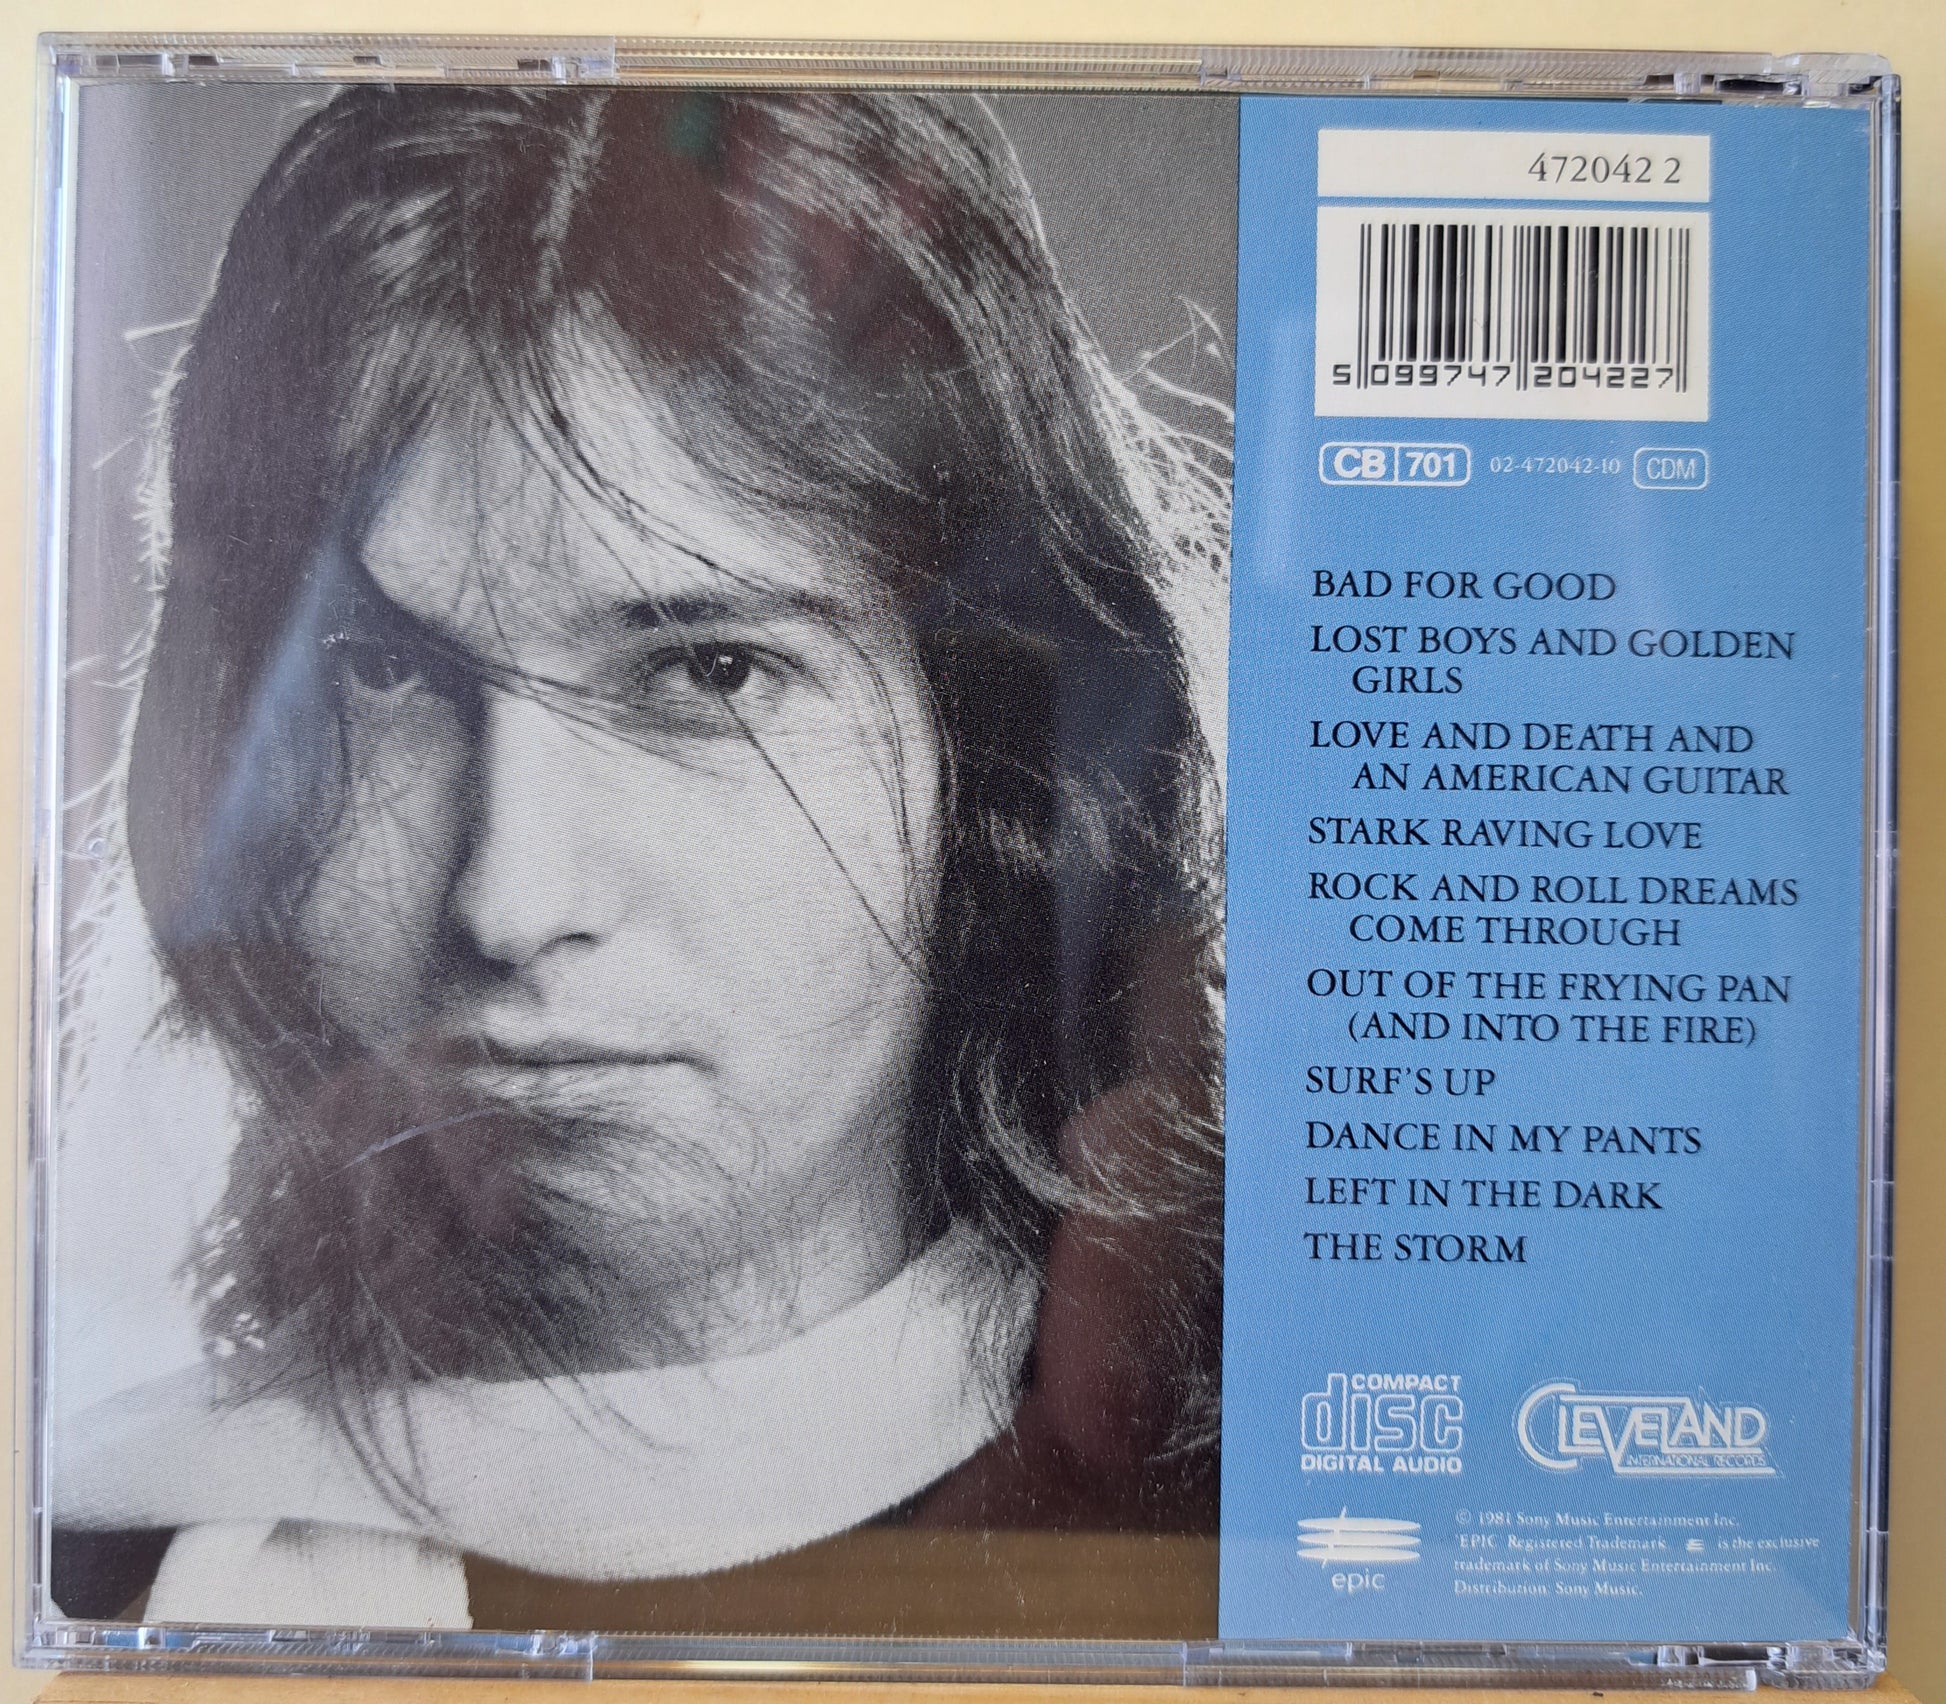 472042 2
5 099747 204227
CB 701 02-472042-10 CDM
BAD FOR GOOD
LOST BOYS AND GOLDEN
GIRLS
LOVE AND DEATH AND
AN AMERICAN GUITAR
STARK RAVING LOVE
ROCK AND ROLL DREAMS
COME THROUGH
OUT OF THE FRYING PAN
(AND INTO THE FIRE)
SURF'S UP
DANCE IN MY PANTS
LEFT IN THE DARK
THE STORM
COMPACT
disc
DIGITAL AUDIO
CLEVELAND
INTERNATIONAL RECORDS
epic
© 1981 Sony Music Entertainment Inc.
'EPIC' Registered Trademark. is the exclusive
trademark of Sony Music Entertainment Inc.
Distribution: Sony Music.